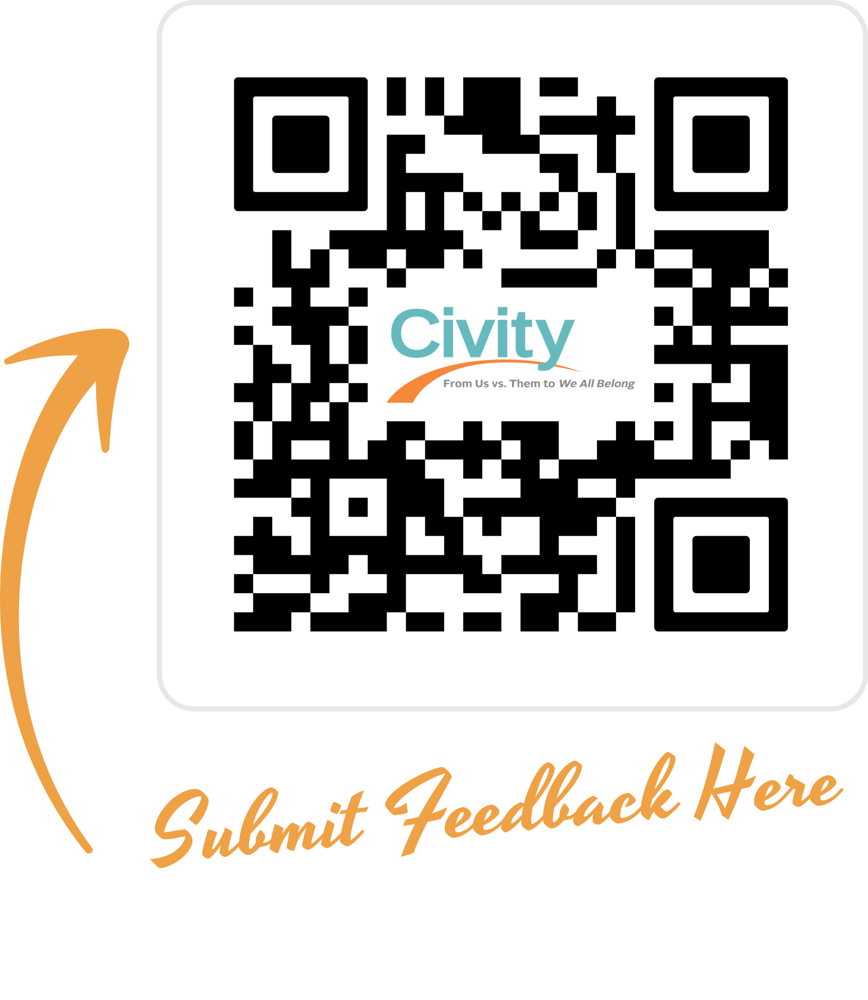 Civity
From Us vs. Them to We All Belong
Submit Feedback Here